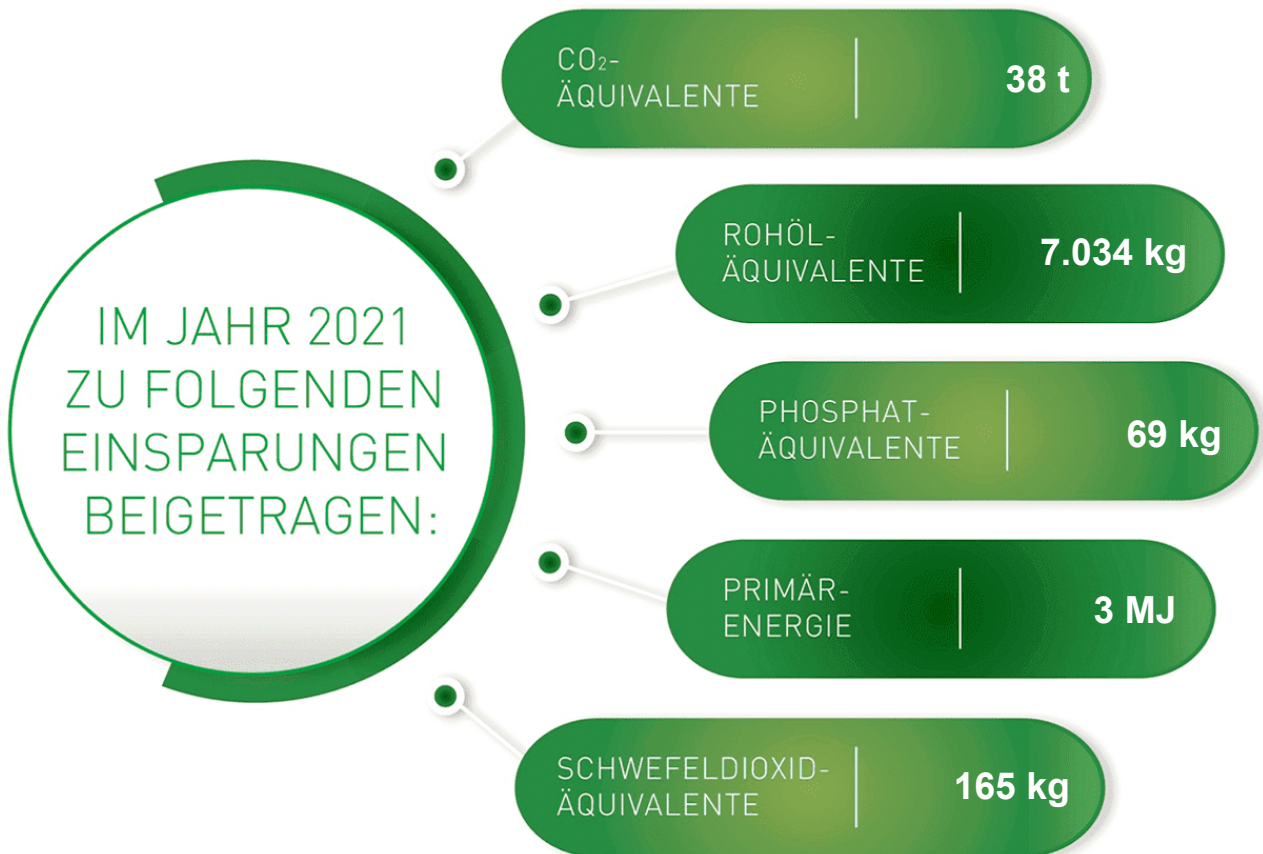 IM JAHR 2021
ZU FOLGENDEN
EINSPARUNGEN
BEIGETRAGEN:
CO₂-
ÄQUIVALENTE
38 t
ROHÖL-
ÄQUIVALENTE
7.034 kg
PHOSPHAT-
ÄQUIVALENTE
69 kg
PRIMÄR-
ENERGIE
3 MJ
SCHWEFELDIOXID-
ÄQUIVALENTE
165 kg